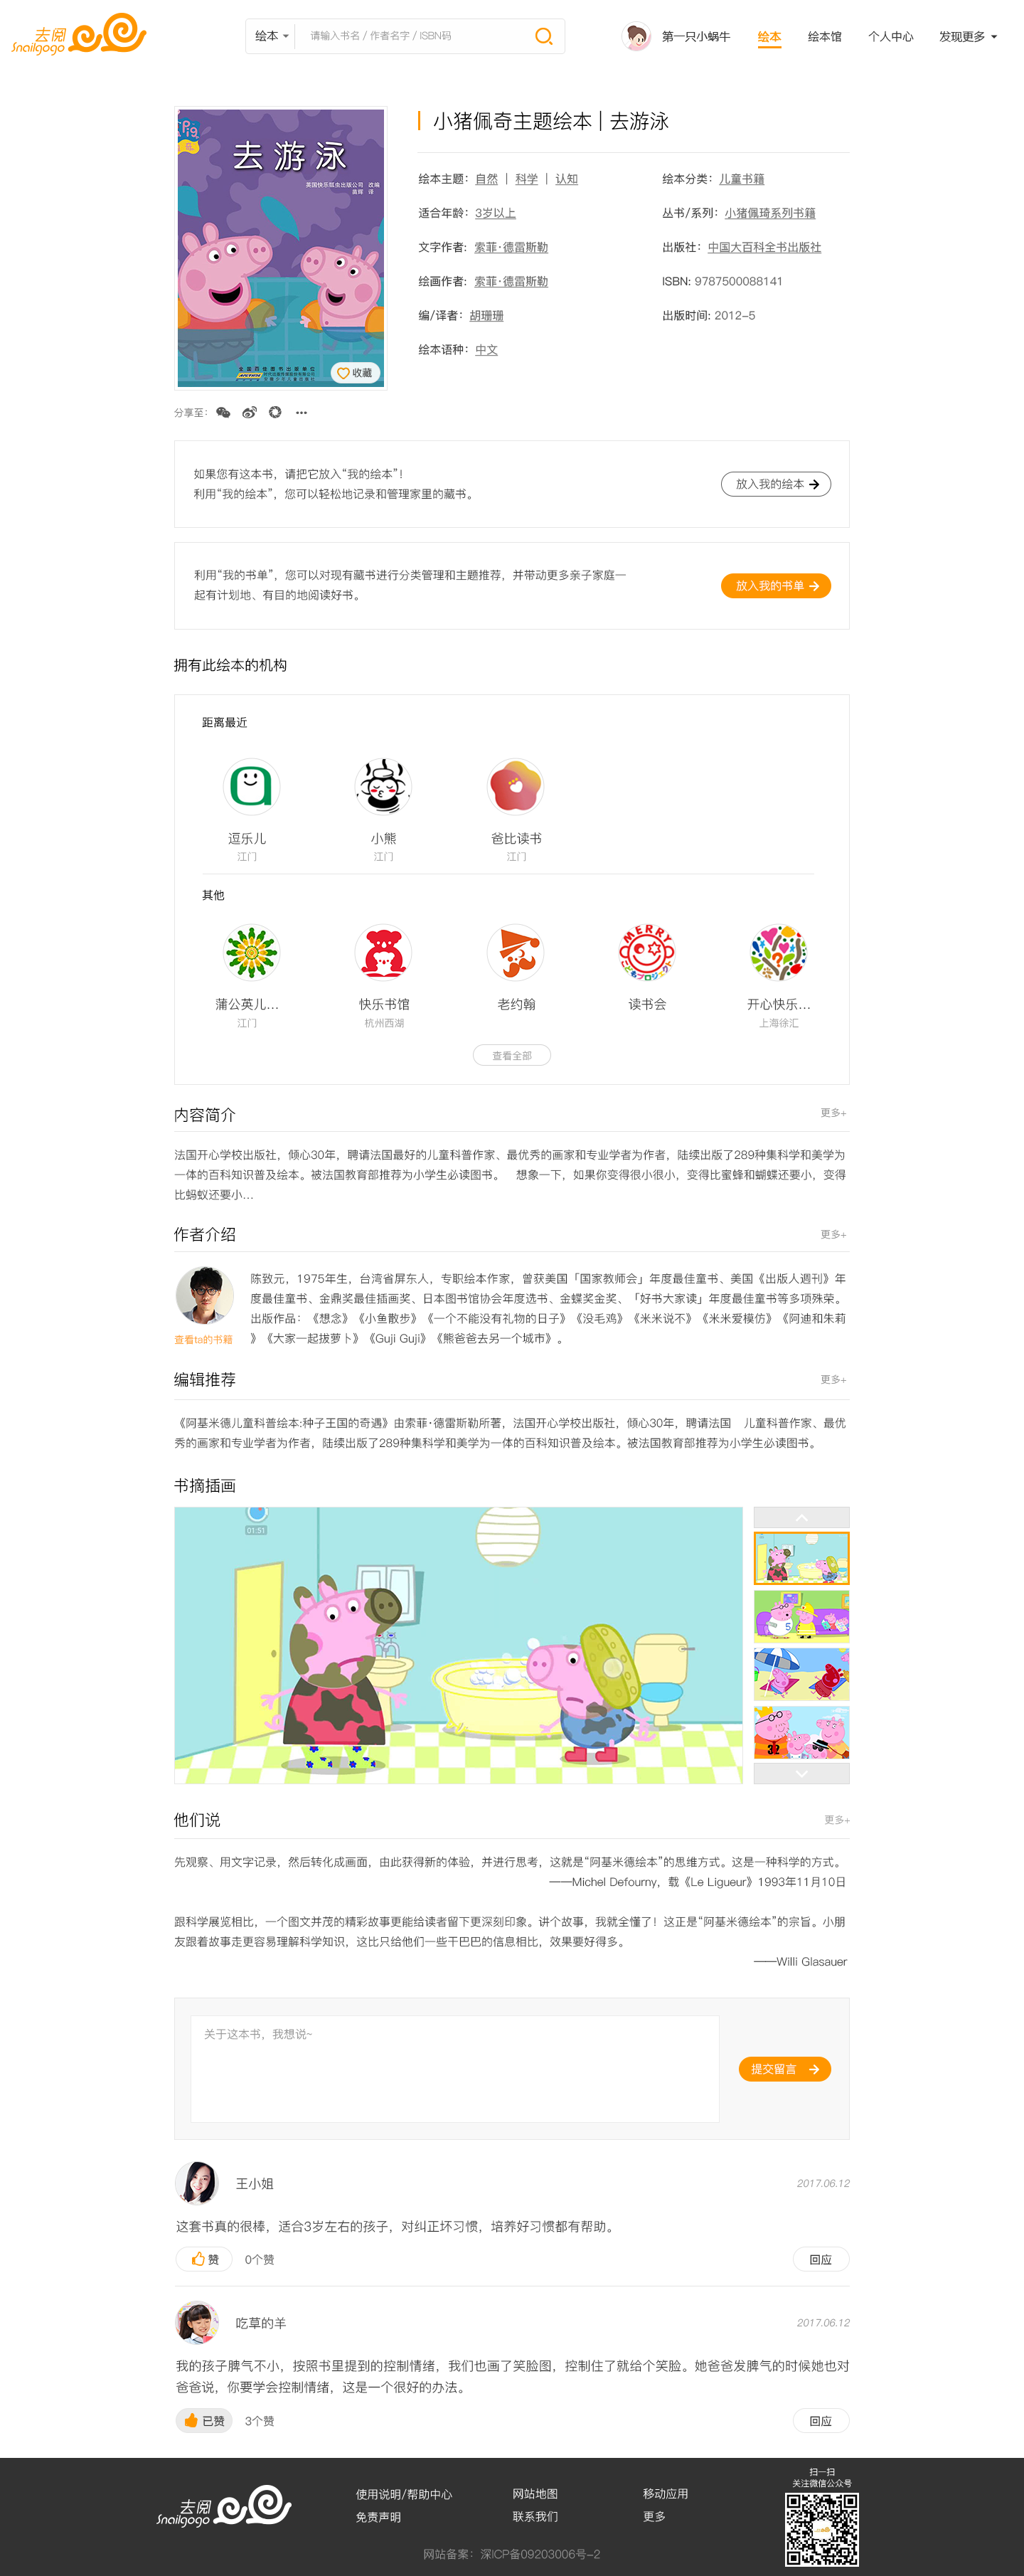 去阅
Snailgogo
绘本
请输入书名 / 作者名字 / ISBN码
第一只小蜗牛
绘本
绘本馆
个人中心
发现更多
去游泳
英国快乐瓢虫出版公司 改编
苗辉 译
收藏
小猪佩奇主题绘本 | 去游泳
绘本主题：自然 | 科学 | 认知
绘本分类：儿童书籍
适合年龄：3岁以上
丛书/系列：小猪佩琦系列书籍
文字作者：索菲·德雷斯勒
出版社：中国大百科全书出版社
绘画作者：索菲·德雷斯勒
ISBN: 9787500088141
编/译者：胡珊珊
出版时间: 2012-5
绘本语种：中文
分享至：
如果您有这本书，请把它放入“我的绘本”！
利用“我的绘本”，您可以轻松地记录和管理家里的藏书。
放入我的绘本
利用“我的书单”，您可以对现有藏书进行分类管理和主题推荐，并带动更多亲子家庭一
起有计划地、有目的地阅读好书。
放入我的书单
拥有此绘本的机构
距离最近
逗乐儿
小熊
爸比读书
江门
江门
江门
其他
MERRY
こどもプロジェクト
蒲公英儿...
快乐书馆
老约翰
读书会
开心快乐...
江门
杭州西湖
上海徐汇
查看全部
内容简介
更多+
法国开心学校出版社，倾心30年，聘请法国最好的儿童科普作家、最优秀的画家和专业学者为作者，陆续出版了289种集科学和美学为
一体的百科知识普及绘本。被法国教育部推荐为小学生必读图书。 想象一下，如果你变得很小很小，变得比蜜蜂和蝴蝶还要小，变得
比蚂蚁还要小...
作者介绍
更多+
陈致元，1975年生，台湾省屏东人，专职绘本作家，曾获美国「国家教师会」年度最佳童书、美国《出版人週刊》年
度最佳童书、金鼎奖最佳插画奖、日本图书馆协会年度选书、金蝶奖金奖、「好书大家读」年度最佳童书等多项殊荣。
出版作品：《想念》《小鱼散步》《一个不能没有礼物的日子》《没毛鸡》《米米说不》《米米爱模仿》《阿迪和朱莉
》《大家一起拔萝卜》《Guji Guji》《熊爸爸去另一个城市》。
查看ta的书籍
编辑推荐
更多+
《阿基米德儿童科普绘本:种子王国的奇遇》由索菲·德雷斯勒所著，法国开心学校出版社，倾心30年，聘请法国 儿童科普作家、最优
秀的画家和专业学者为作者，陆续出版了289种集科学和美学为一体的百科知识普及绘本。被法国教育部推荐为小学生必读图书。
书摘插画
01:51
5
32
他们说
更多+
先观察、用文字记录，然后转化成画面，由此获得新的体验，并进行思考，这就是“阿基米德绘本”的思维方式。这是一种科学的方式。
——Michel Defourny，载《Le Ligueur》1993年11月10日
跟科学展览相比，一个图文并茂的精彩故事更能给读者留下更深刻印象。讲个故事，我就全懂了！这正是“阿基米德绘本”的宗旨。小朋
友跟着故事走更容易理解科学知识，这比只给他们一些干巴巴的信息相比，效果要好得多。
——Willi Glasauer
关于这本书，我想说~
提交留言
王小姐
2017.06.12
这套书真的很棒，适合3岁左右的孩子，对纠正坏习惯，培养好习惯都有帮助。
赞
0个赞
回应
吃草的羊
2017.06.12
我的孩子脾气不小，按照书里提到的控制情绪，我们也画了笑脸图，控制住了就给个笑脸。她爸爸发脾气的时候她也对
爸爸说，你要学会控制情绪，这是一个很好的办法。
已赞
3个赞
回应
去阅
Snailgogo
使用说明/帮助中心
网站地图
移动应用
免责声明
联系我们
更多
扫一扫
关注微信公众号
网站备案：深ICP备09203006号-2